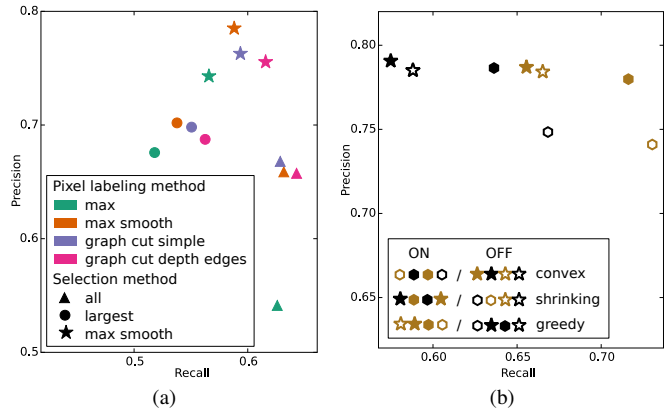 0.8
0.7
0.6
0.5
Precision
0.5
0.6
Recall
Pixel labeling method
max
max smooth
graph cut simple
graph cut depth edges
Selection method
all
largest
max smooth
(a)
0.80
0.75
0.70
0.65
Precision
0.60
0.65
0.70
Recall
ON OFF
/ convex
/ shrinking
/ greedy
(b)